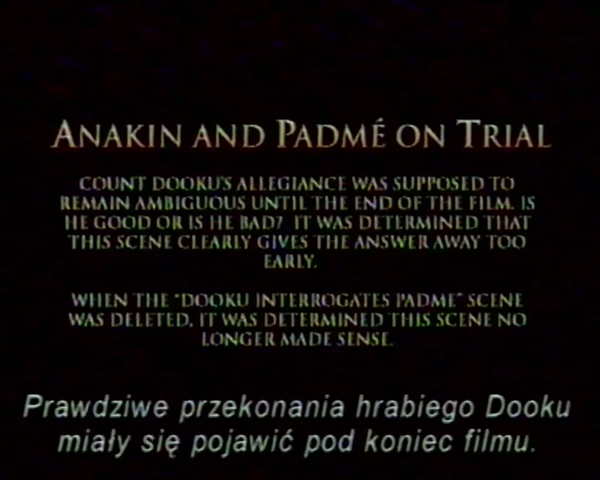 ANAKIN AND PADMÉ ON TRIAL
COUNT DOOKU'S ALLEGIANCE WAS SUPPOSED TO
REMAIN AMBIGUOUS UNTIL THE END OF THE FILM. IS
HE GOOD OR IS HE BAD? IT WAS DETERMINED THAT
THIS SCENE CLEARLY GIVES THE ANSWER AWAY TOO
EARLY.
WHEN THE "DOOKU INTERROGATES PADME" SCENE
WAS DELETED, IT WAS DETERMINED THIS SCENE NO
LONGER MADE SENSE.
Prawdziwe przekonania hrabiego Dooku
miały się pojawić pod koniec filmu.